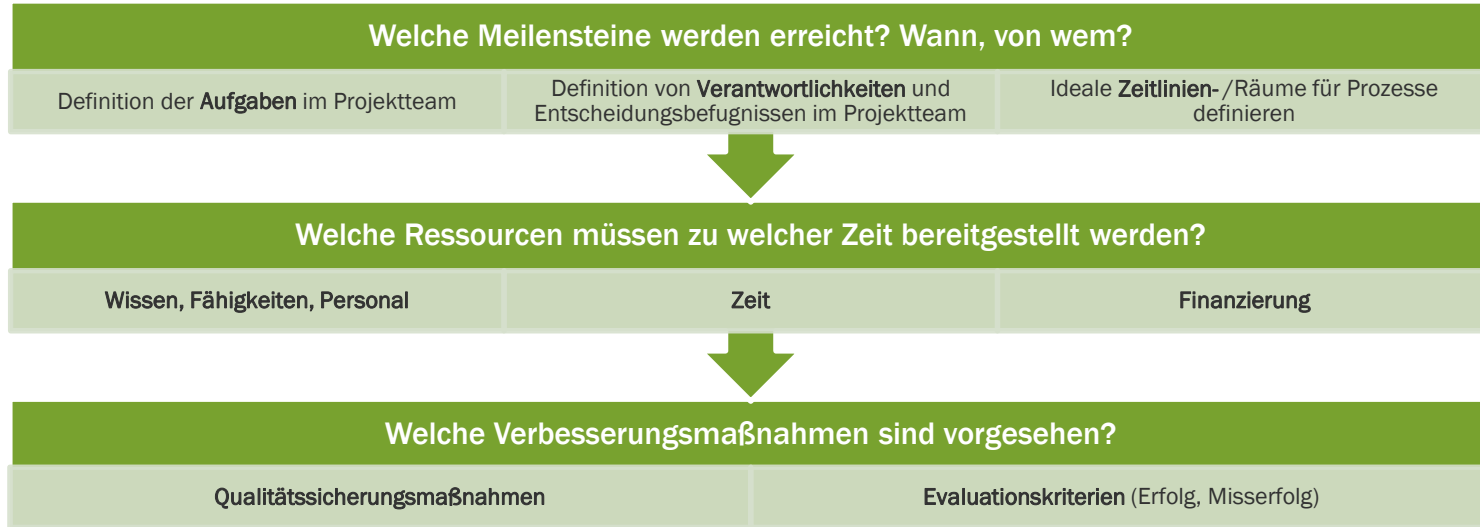 Welche Meilensteine werden erreicht? Wann, von wem?
Definition der Aufgaben im Projektteam
Definition von Verantwortlichkeiten und
Entscheidungsbefugnissen im Projektteam
Ideale Zeitlinien-/Räume für Prozesse
definieren
Welche Ressourcen müssen zu welcher Zeit bereitgestellt werden?
Wissen, Fähigkeiten, Personal
Zeit
Finanzierung
Welche Verbesserungsmaßnahmen sind vorgesehen?
Qualitätssicherungsmaßnahmen
Evaluationskriterien (Erfolg, Misserfolg)